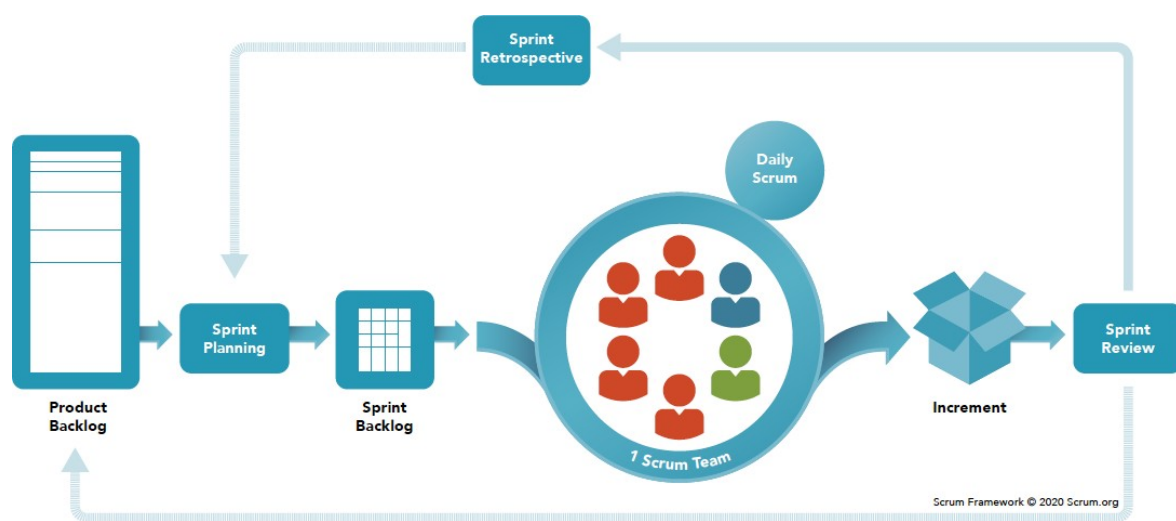 Sprint
Retrospective
Daily
Scrum
Sprint
Planning
Sprint
Review
Product
Backlog
Sprint
Backlog
Increment
1 Scrum Team
Scrum Framework © 2020 Scrum.org